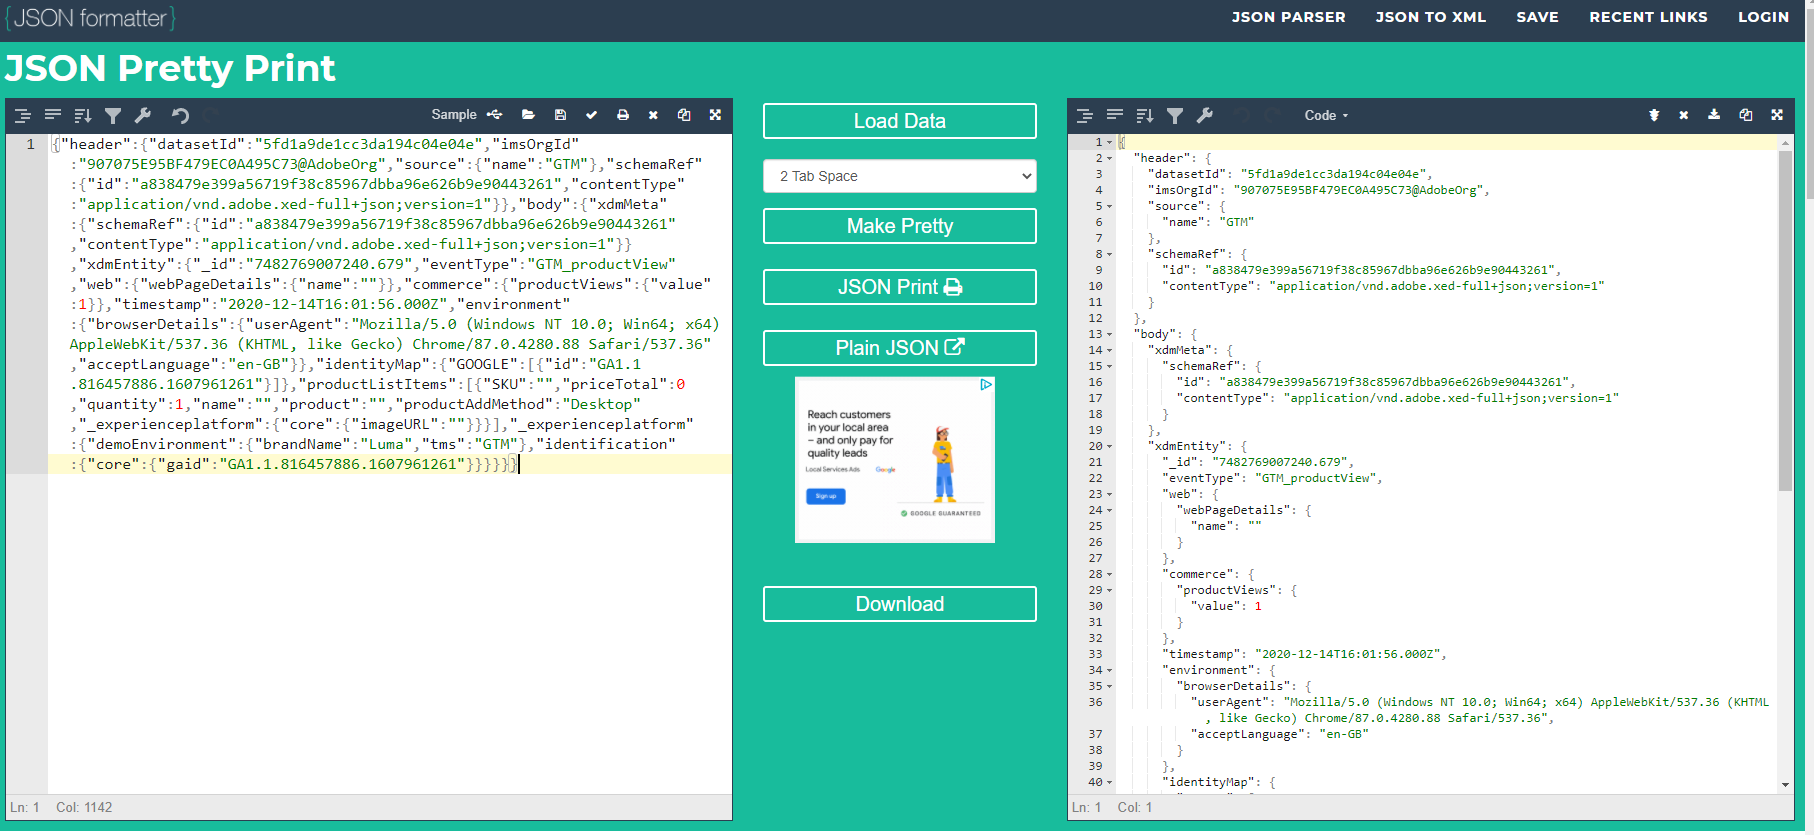 {JSON formatter}
JSON PARSER
JSON TO XML
SAVE
RECENT LINKS
LOGIN
JSON Pretty Print
Sample
1
{"header":{"datasetId":"5fd1a9de1cc3da194c04e04e","imsOrgId"
:"907075E95BF479EC0A495C73@AdobeOrg","source":{"name":"GTM"},"schemaRef"
:{"id":"a838479e399a56719f38c85967dbba96e626b9e90443261","contentType"
:"application/vnd.adobe.xed-full+json;version=1"}},"body":{"xdmMeta"
:{"schemaRef":{"id":"a838479e399a56719f38c85967dbba96e626b9e90443261"
,"contentType":"application/vnd.adobe.xed-full+json;version=1"}}
,"xdmEntity":{"_id":"7482769007240.679","eventType":"GTM_productView"
,"web":{"webPageDetails":{"name":""}},"commerce":{"productViews":{"value"
:1}},"timestamp":"2020-12-14T16:01:56.000Z","environment"
:{"browserDetails":{"userAgent":"Mozilla/5.0 (Windows NT 10.0; Win64; x64)
AppleWebKit/537.36 (KHTML, like Gecko) Chrome/87.0.4280.88 Safari/537.36"
,"acceptLanguage":"en-GB"}},"identityMap":{"GOOGLE":[{"id":"GA1.1
.816457886.1607961261"}]},"productListItems":[{"SKU":"","priceTotal":0
,"quantity":1,"name":"","product":"","productAddMethod":"Desktop"
,"_experienceplatform":{"core":{"imageURL":""}}}],"_experienceplatform"
:{"demoEnvironment":{"brandName":"Luma","tms":"GTM"},"identification"
:{"core":{"gaid":"GA1.1.816457886.1607961261"}}}}}}
Ln: 1 Col: 1142
Load Data
2 Tab Space
Make Pretty
JSON Print
Plain JSON
Reach customers
in your local area
– and only pay for
quality leads
Local Services Ads
Google
Sign up
GOOGLE GUARANTEED
Download
Code
1 {
2 "header": {
3 "datasetId": "5fd1a9de1cc3da194c04e04e",
4 "imsOrgId": "907075E95BF479EC0A495C73@AdobeOrg",
5 "source": {
6 "name": "GTM"
7 },
8 "schemaRef": {
9 "id": "a838479e399a56719f38c85967dbba96e626b9e90443261",
10 "contentType": "application/vnd.adobe.xed-full+json;version=1"
11 }
12 },
13 "body": {
14 "xdmMeta": {
15 "schemaRef": {
16 "id": "a838479e399a56719f38c85967dbba96e626b9e90443261",
17 "contentType": "application/vnd.adobe.xed-full+json;version=1"
18 }
19 },
20 "xdmEntity": {
21 "_id": "7482769007240.679",
22 "eventType": "GTM_productView",
23 "web": {
24 "webPageDetails": {
25 "name": ""
26 }
27 },
28 "commerce": {
29 "productViews": {
30 "value": 1
31 }
32 },
33 "timestamp": "2020-12-14T16:01:56.000Z",
34 "environment": {
35 "browserDetails": {
36 "userAgent": "Mozilla/5.0 (Windows NT 10.0; Win64; x64) AppleWebKit/537.36 (KHTML
, like Gecko) Chrome/87.0.4280.88 Safari/537.36",
37 "acceptLanguage": "en-GB"
38 }
39 },
40 "identityMap": {
Ln: 1 Col: 1